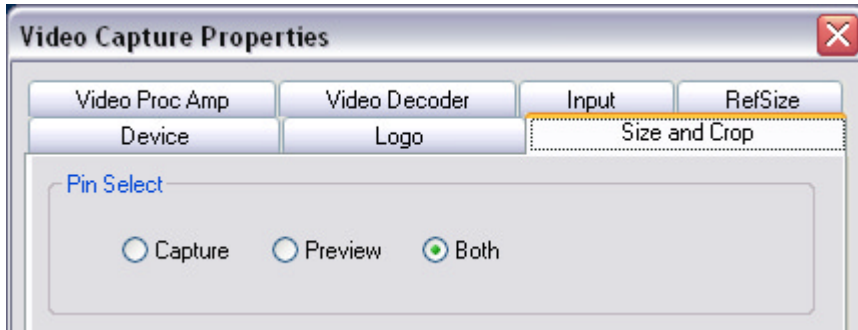 Video Capture Properties
Video Proc Amp Video Decoder Input RefSize
Device Logo Size and Crop
Pin Select
Capture Preview Both